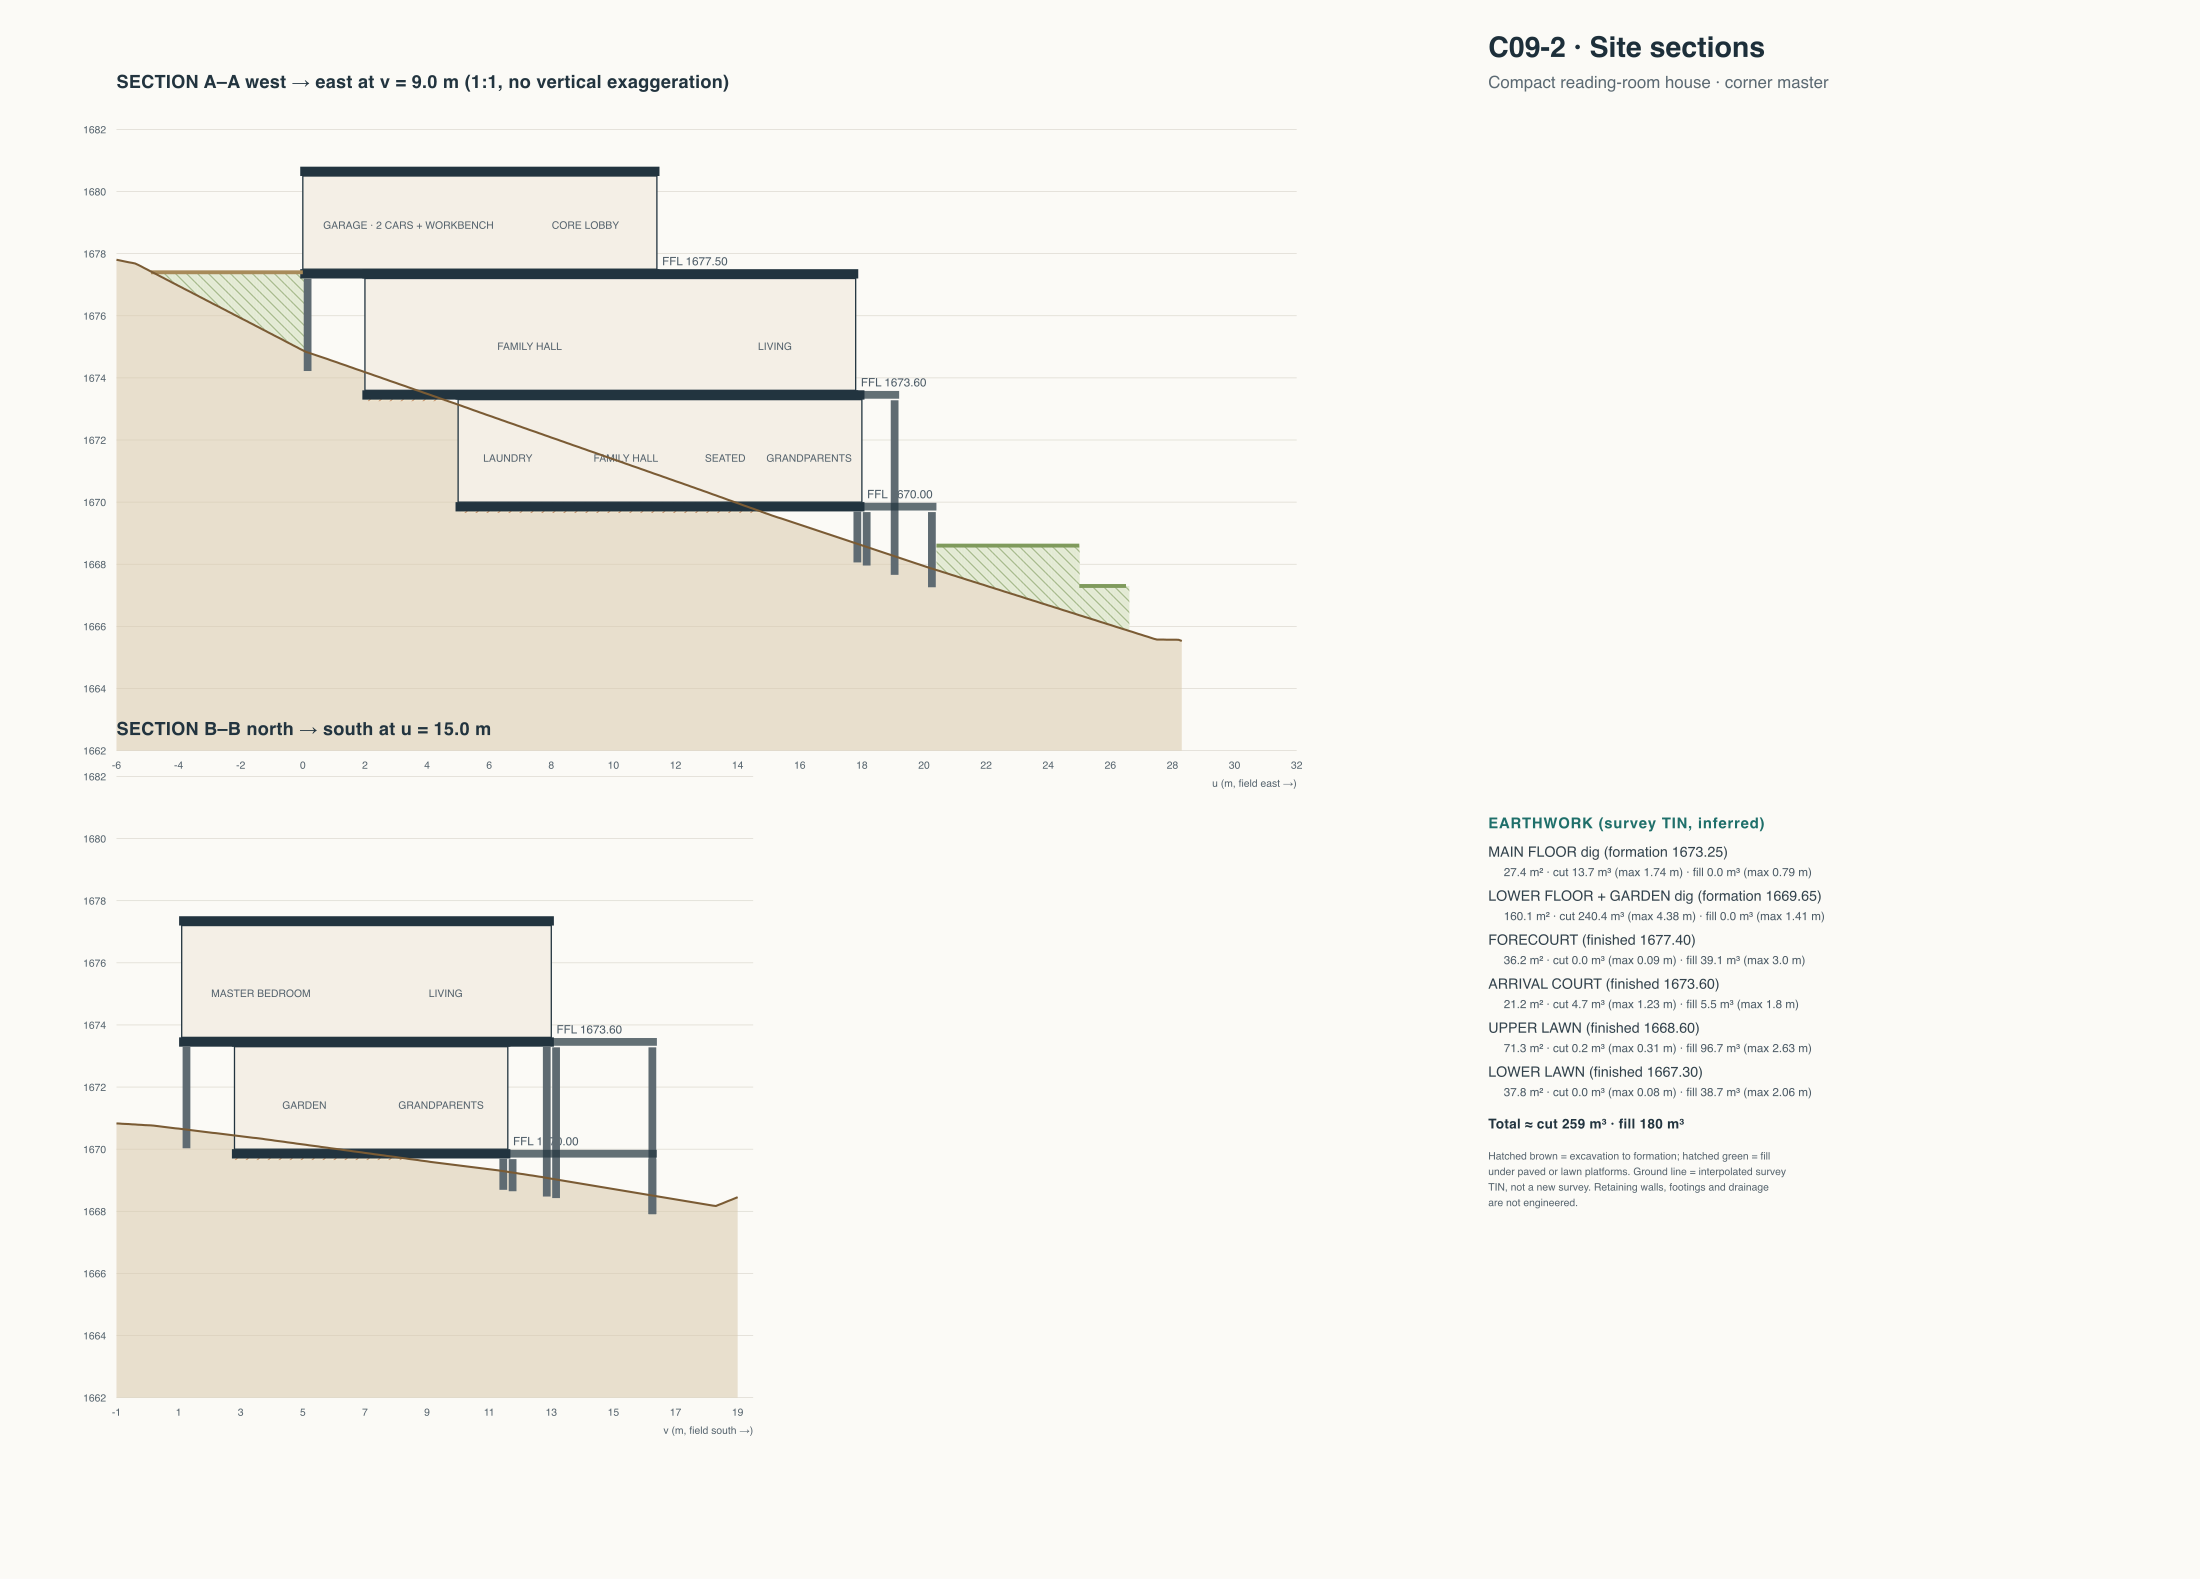 C09-2 · Site sections
Compact reading-room house · corner master
SECTION A–A west → east at v = 9.0 m (1:1, no vertical exaggeration)
1682
1680
1678
1676
1674
1672
1670
1668
1666
1664
1662
GARAGE · 2 CARS + WORKBENCH
CORE LOBBY
FFL 1677.50
FAMILY HALL
LIVING
FFL 1673.60
LAUNDRY
FAMILY HALL
SEATED
GRANDPARENTS
FFL 1670.00
-6
-4
-2
0
2
4
6
8
10
12
14
16
18
20
22
24
26
28
30
32
u (m, field east →)
SECTION B–B north → south at u = 15.0 m
1682
1680
1678
1676
1674
1672
1670
1668
1666
1664
1662
MASTER BEDROOM
LIVING
FFL 1673.60
GARDEN
GRANDPARENTS
FFL 1670.00
-1
1
3
5
7
9
11
13
15
17
19
v (m, field south →)
EARTHWORK (survey TIN, inferred)
MAIN FLOOR dig (formation 1673.25)
27.4 m² · cut 13.7 m³ (max 1.74 m) · fill 0.0 m³ (max 0.79 m)
LOWER FLOOR + GARDEN dig (formation 1669.65)
160.1 m² · cut 240.4 m³ (max 4.38 m) · fill 0.0 m³ (max 1.41 m)
FORECOURT (finished 1677.40)
36.2 m² · cut 0.0 m³ (max 0.09 m) · fill 39.1 m³ (max 3.0 m)
ARRIVAL COURT (finished 1673.60)
21.2 m² · cut 4.7 m³ (max 1.23 m) · fill 5.5 m³ (max 1.8 m)
UPPER LAWN (finished 1668.60)
71.3 m² · cut 0.2 m³ (max 0.31 m) · fill 96.7 m³ (max 2.63 m)
LOWER LAWN (finished 1667.30)
37.8 m² · cut 0.0 m³ (max 0.08 m) · fill 38.7 m³ (max 2.06 m)
Total ≈ cut 259 m³ · fill 180 m³
Hatched brown = excavation to formation; hatched green = fill
under paved or lawn platforms. Ground line = interpolated survey
TIN, not a new survey. Retaining walls, footings and drainage
are not engineered.